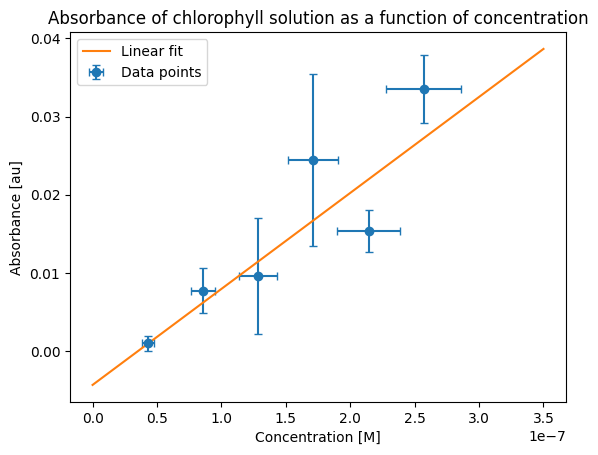 Absorbance of chlorophyll solution as a function of concentration
Linear fit
Data points
Absorbance [au]
0.04
0.03
0.02
0.01
0.00
0.0 0.5 1.0 1.5 2.0 2.5 3.0 3.5
1e−7
Concentration [M]